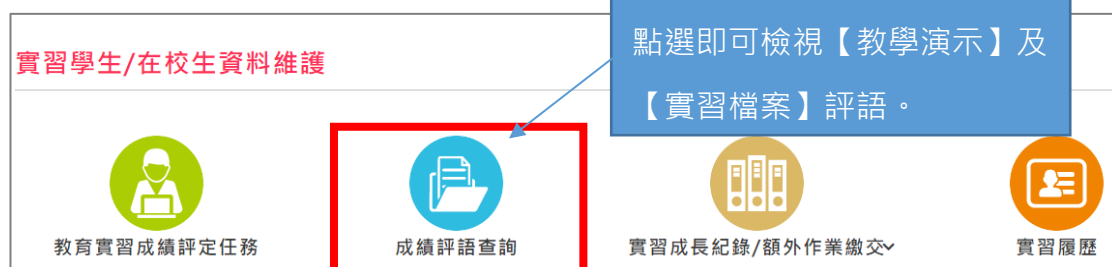 點選即可檢視【教學演示】及
【實習檔案】評語。
實習學生/在校生資料維護
教育實習成績評定任務
成績評語查詢
實習成長紀錄/額外作業繳交
實習履歷